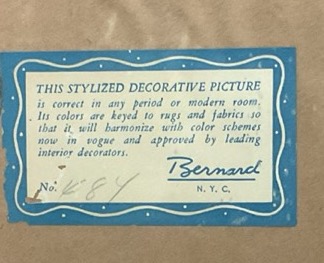 THIS STYLIZED DECORATIVE PICTURE
is correct in any period or modern room.
Its colors are keyed to rugs and fabrics so
that it will harmonize with color schemes
now in vogue and approved by leading
interior decorators.
Bernard
No.
N. Y. C.